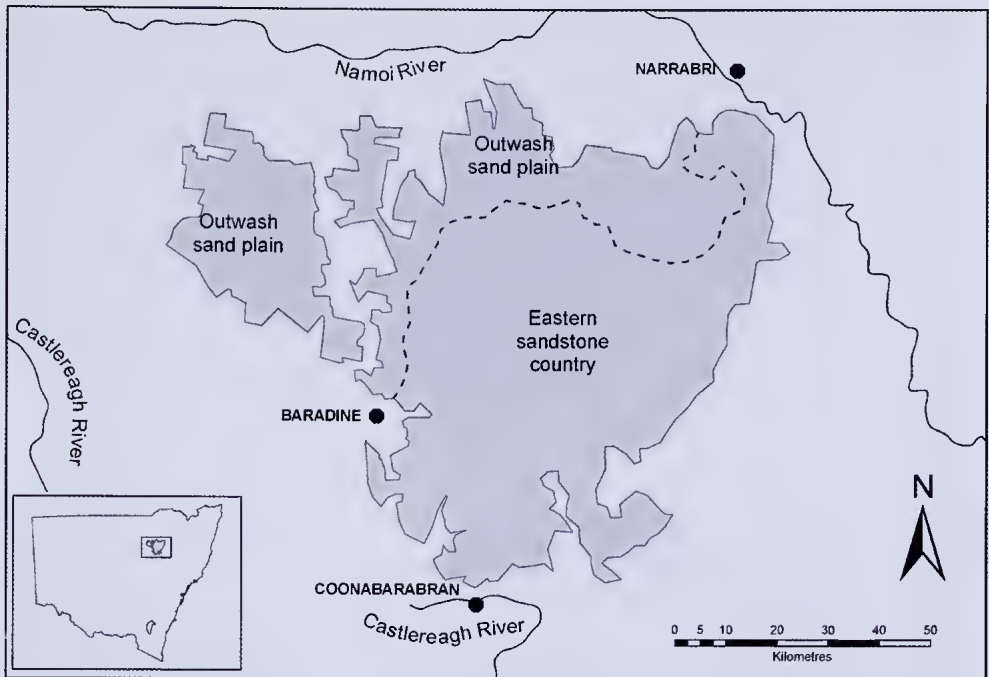 Namoi River
NARRABRI
Outwash
sand plain
Outwash
sand plain
Eastern
sandstone
country
Castlereagh River
BARADINE
N
COONABARABRAN
Castlereagh River
0 5 10 20 30 40 50
Kilometres